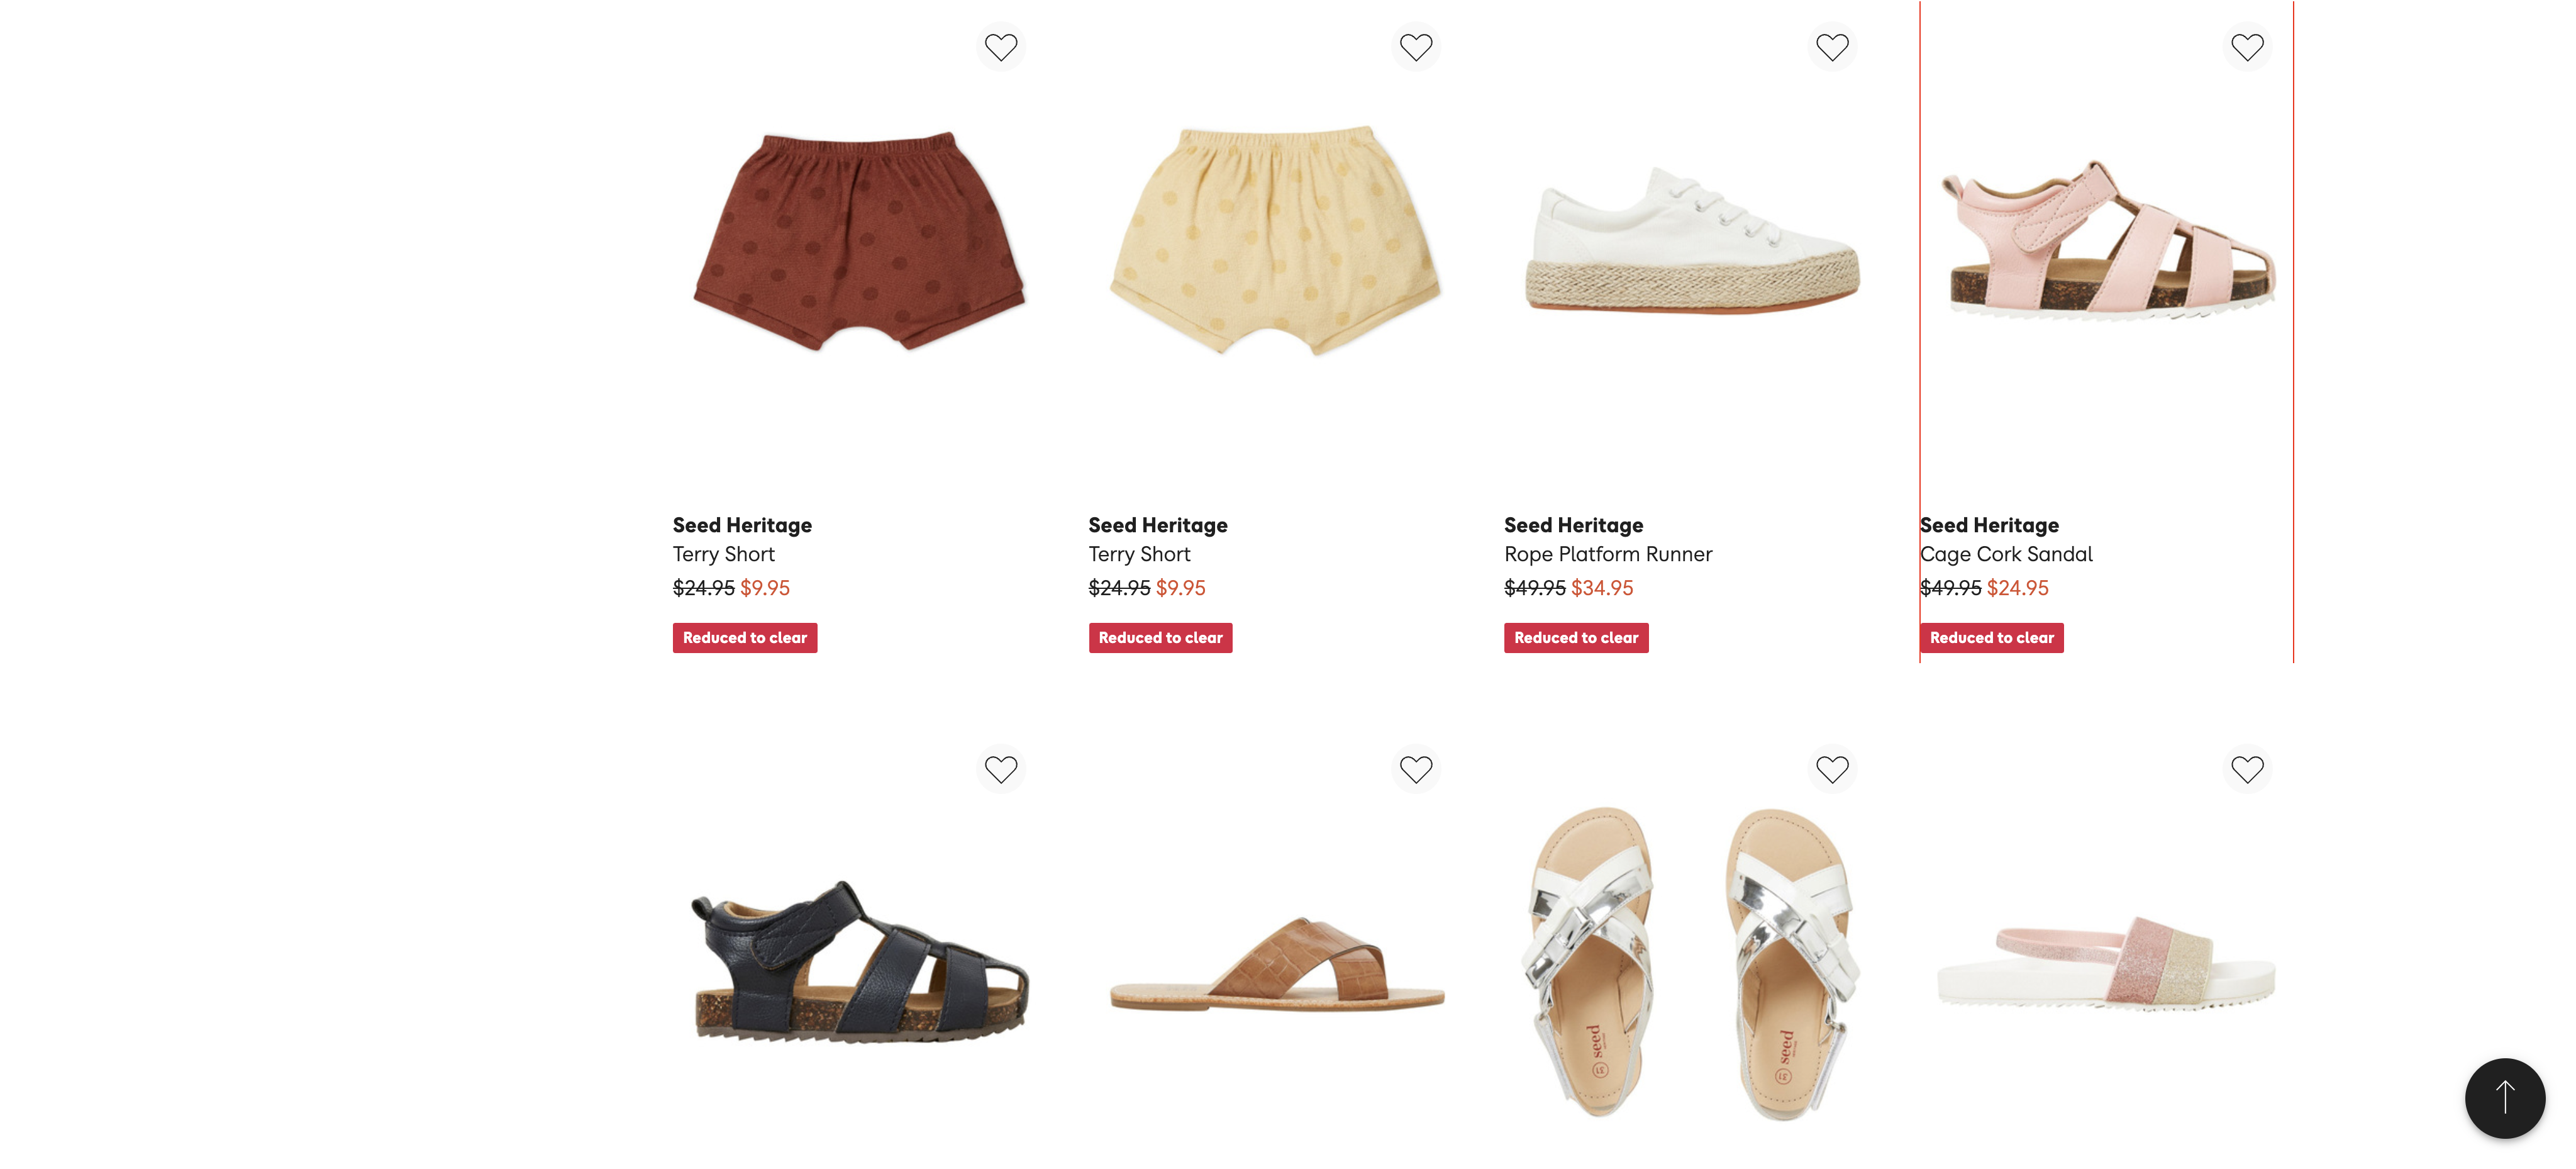 Seed Heritage
Terry Short
$24.95 $9.95
Reduced to clear
Seed Heritage
Terry Short
$24.95 $9.95
Reduced to clear
Seed Heritage
Rope Platform Runner
$49.95 $34.95
Reduced to clear
Seed Heritage
Cage Cork Sandal
$49.95 $24.95
Reduced to clear
seed
31
seed
31